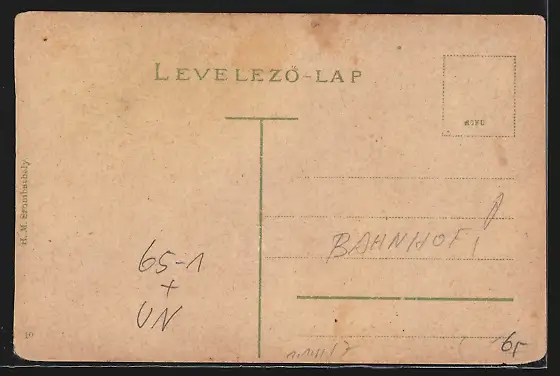 LEVELEZŐ-LAP
H. M. Szombathely
BAHNHOF
65-1
+
UN
10
65